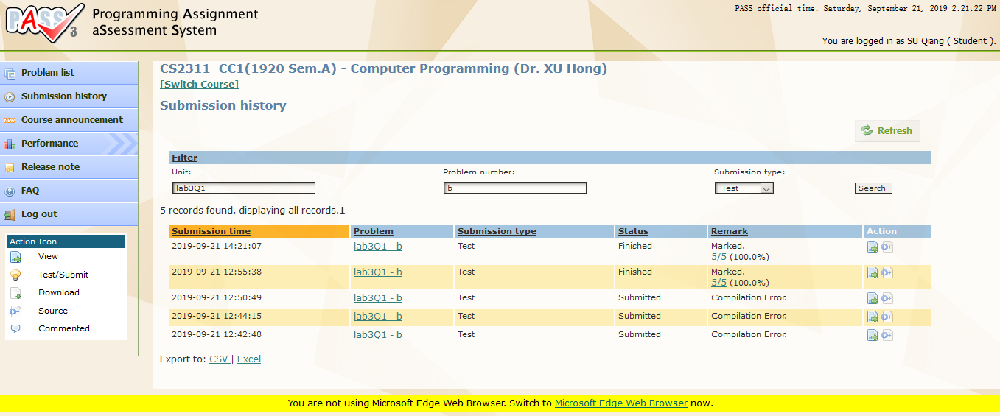 PASS 3
Programming Assignment
aSsessment System
PASS official time: Saturday, September 21, 2019 2:21:22 PM
You are logged in as SU Qiang ( Student ).
Problem list
Submission history
NEW Course announcement
Performance
Release note
FAQ
Log out
Action Icon
View
Test/Submit
Download
Source
Commented
CS2311_CC1(1920 Sem.A) - Computer Programming (Dr. XU Hong)
[Switch Course]
Submission history
Refresh
Filter
Unit: Problem number: Submission type:
lab3Q1 b Test Search
5 records found, displaying all records.1
Submission time Problem Submission type Status Remark Action
2019-09-21 14:21:07 lab3Q1 - b Test Finished Marked.
5/5 (100.0%)
2019-09-21 12:55:38 lab3Q1 - b Test Finished Marked.
5/5 (100.0%)
2019-09-21 12:50:49 lab3Q1 - b Test Submitted Compilation Error.
2019-09-21 12:44:15 lab3Q1 - b Test Submitted Compilation Error.
2019-09-21 12:42:48 lab3Q1 - b Test Submitted Compilation Error.
Export to: CSV | Excel
You are not using Microsoft Edge Web Browser. Switch to Microsoft Edge Web Browser now.